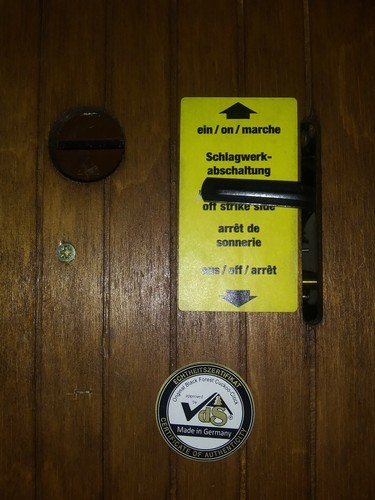 ein / on / marche
Schlagwerk-
abschaltung
off strike side
arrêt de
sonnerie
aus / off / arrêt
ECHTHEITSZERTIFIKAT
Original Black Forest Cuckoo Clock
VdS
Made in Germany
CERTIFICATE OF AUTHENTICITY